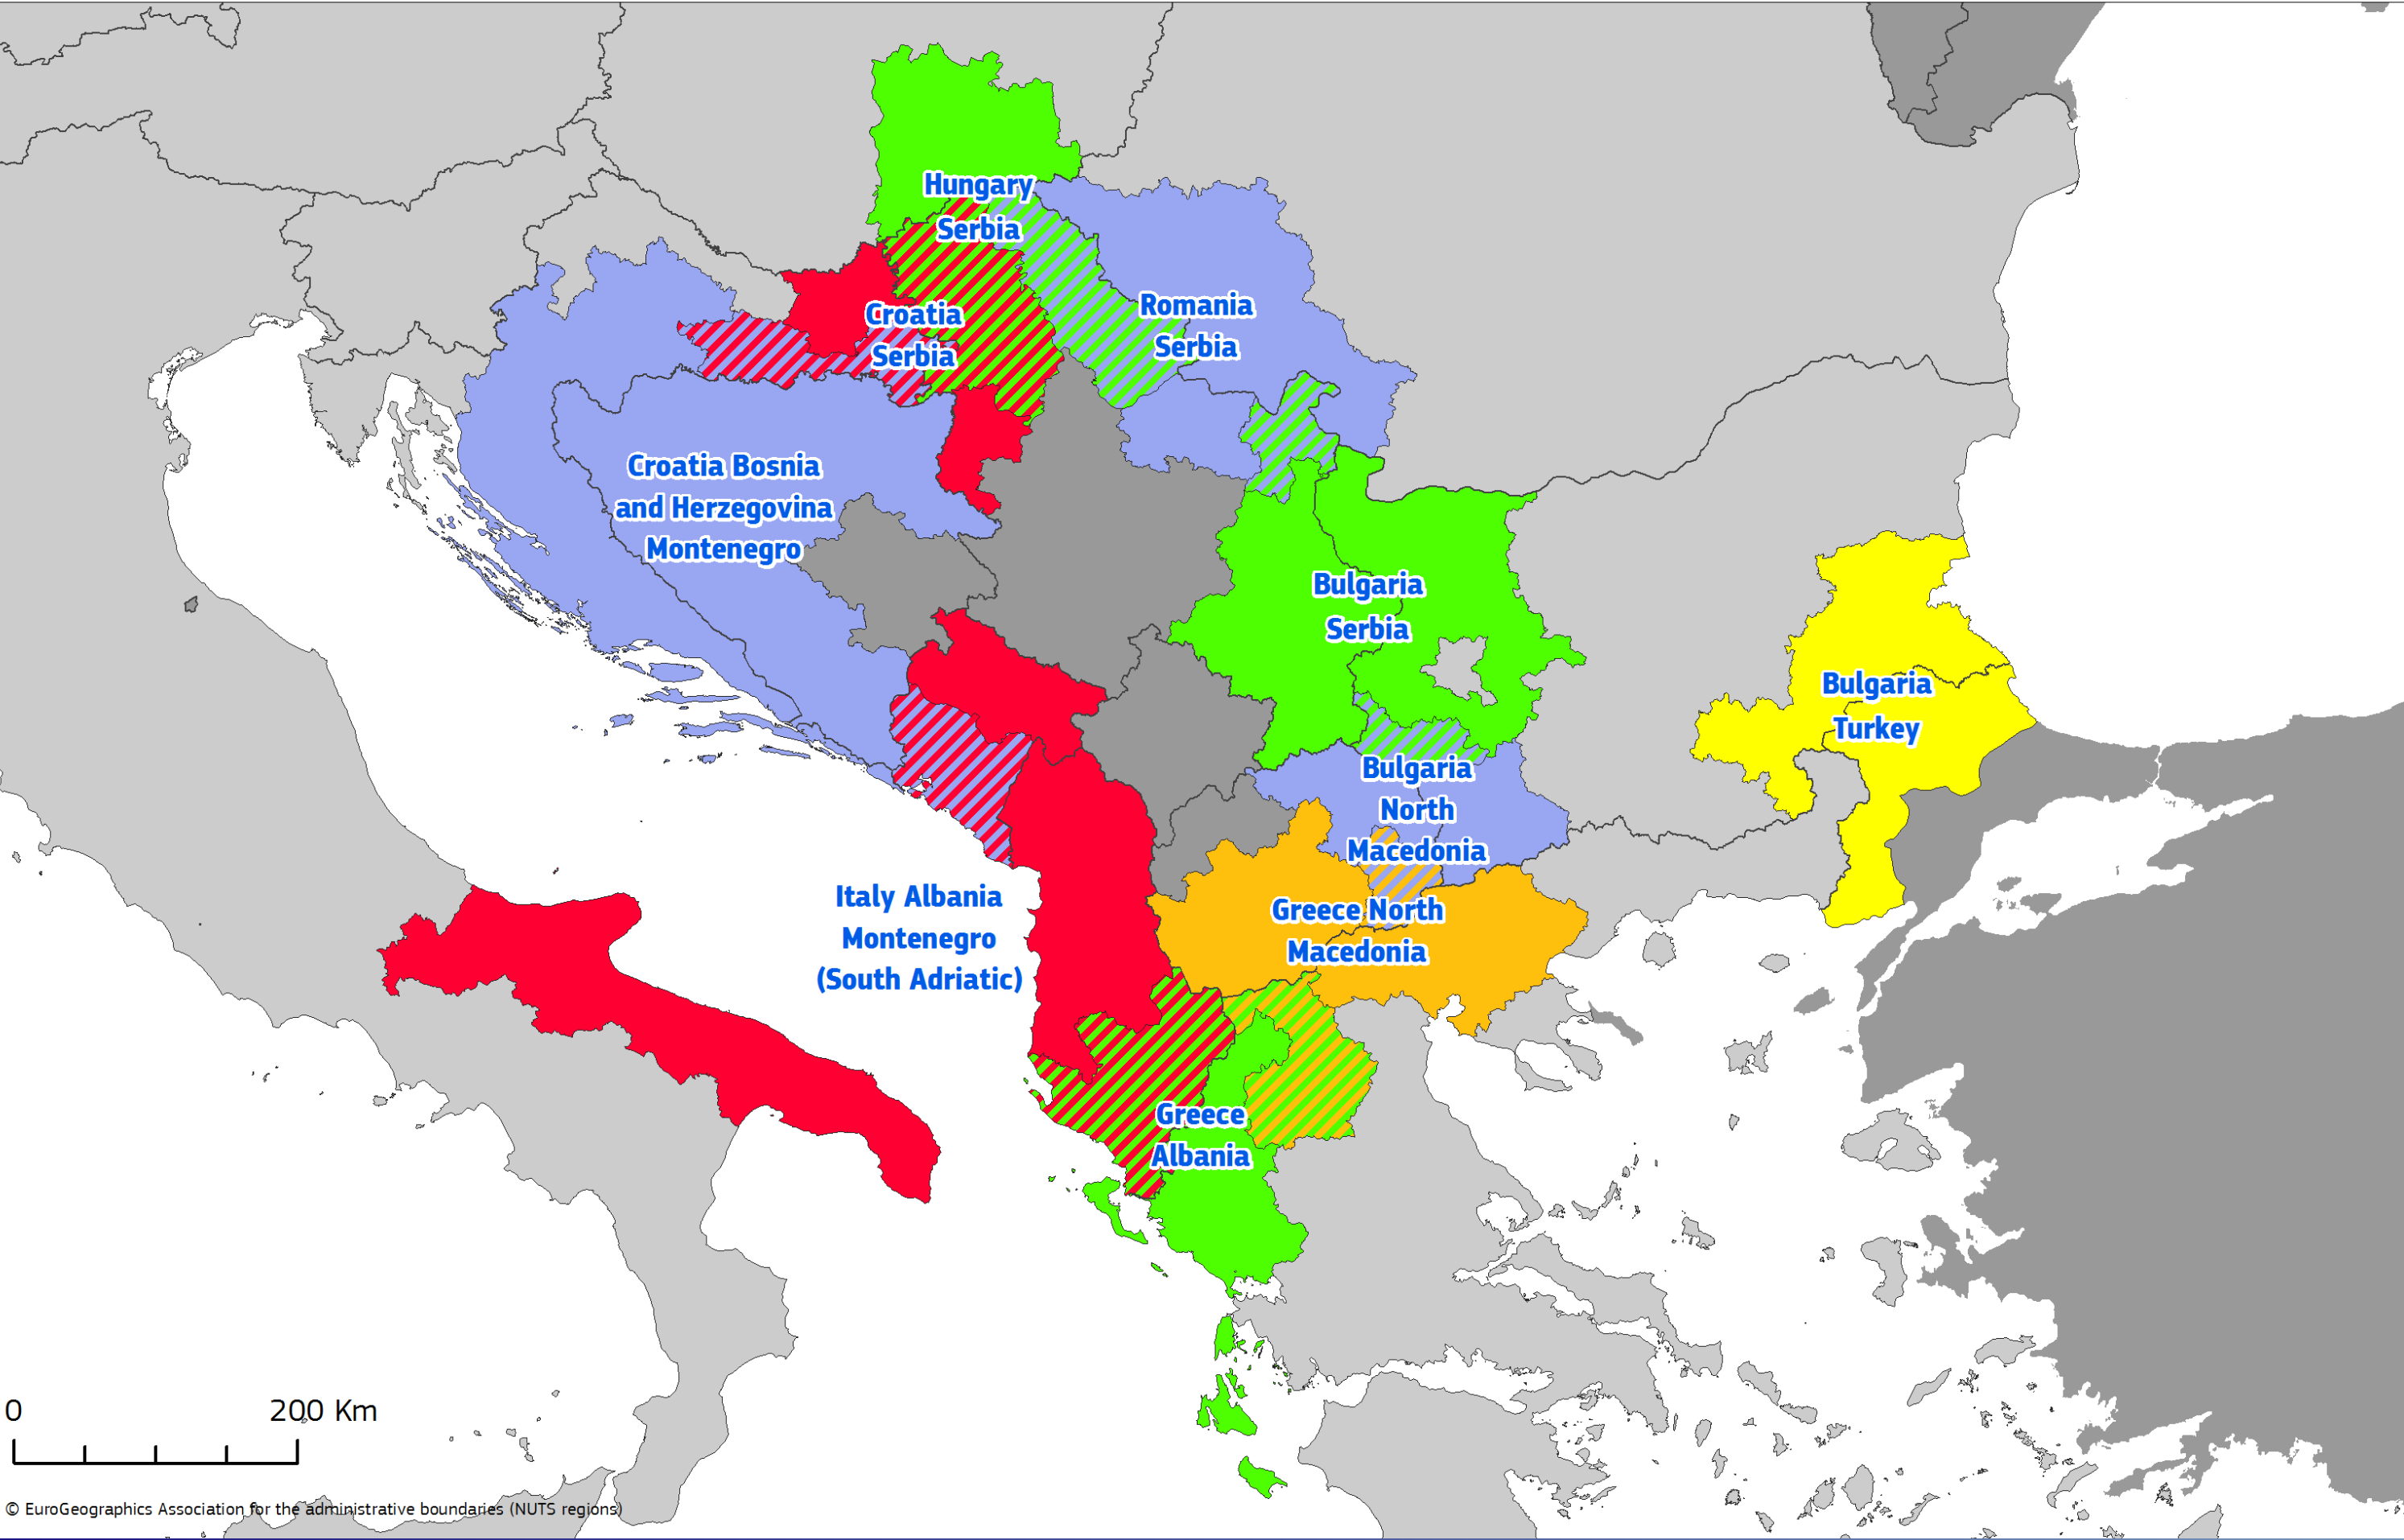 Hungary
Serbia
Croatia
Serbia
Romania
Serbia
Croatia Bosnia
and Herzegovina
Montenegro
Bulgaria
Serbia
Bulgaria
Turkey
Bulgaria
North
Macedonia
Italy Albania
Montenegro
(South Adriatic)
Greece North
Macedonia
Greece
Albania
0 200 Km
© EuroGeographics Association for the administrative boundaries (NUTS regions)